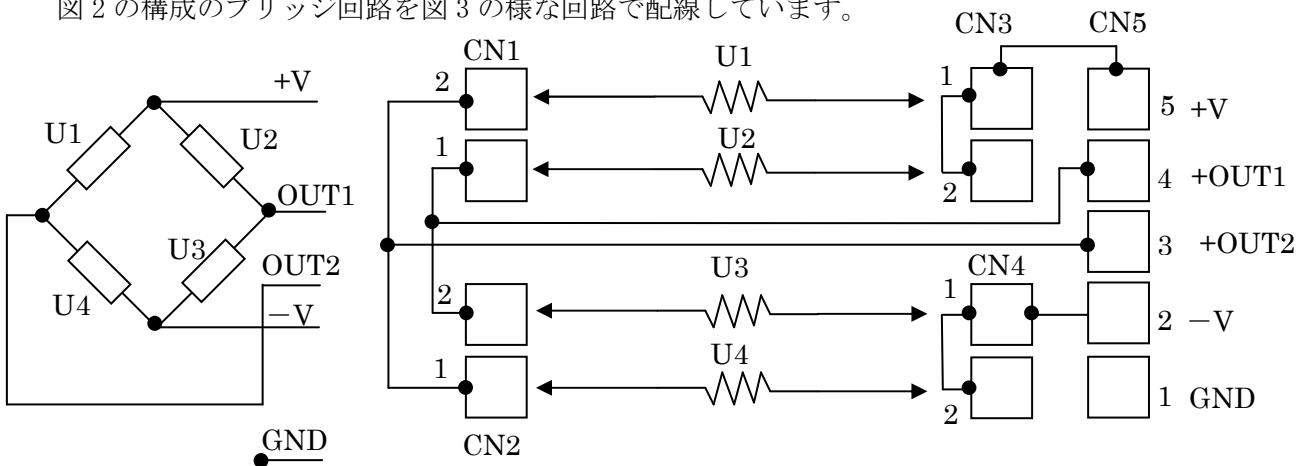 図2の構成のブリッジ回路を図3の様な回路で配線しています。
CN3 CN5
CN1 U1
+V 2 1
5 +V
U1 U2 U2
1 2
4 +OUT1
OUT1
3 +OUT2
U3 OUT2 U3 CN4
U4 2 1
－V 2 －V
U4
1 2
1 GND
GND CN2